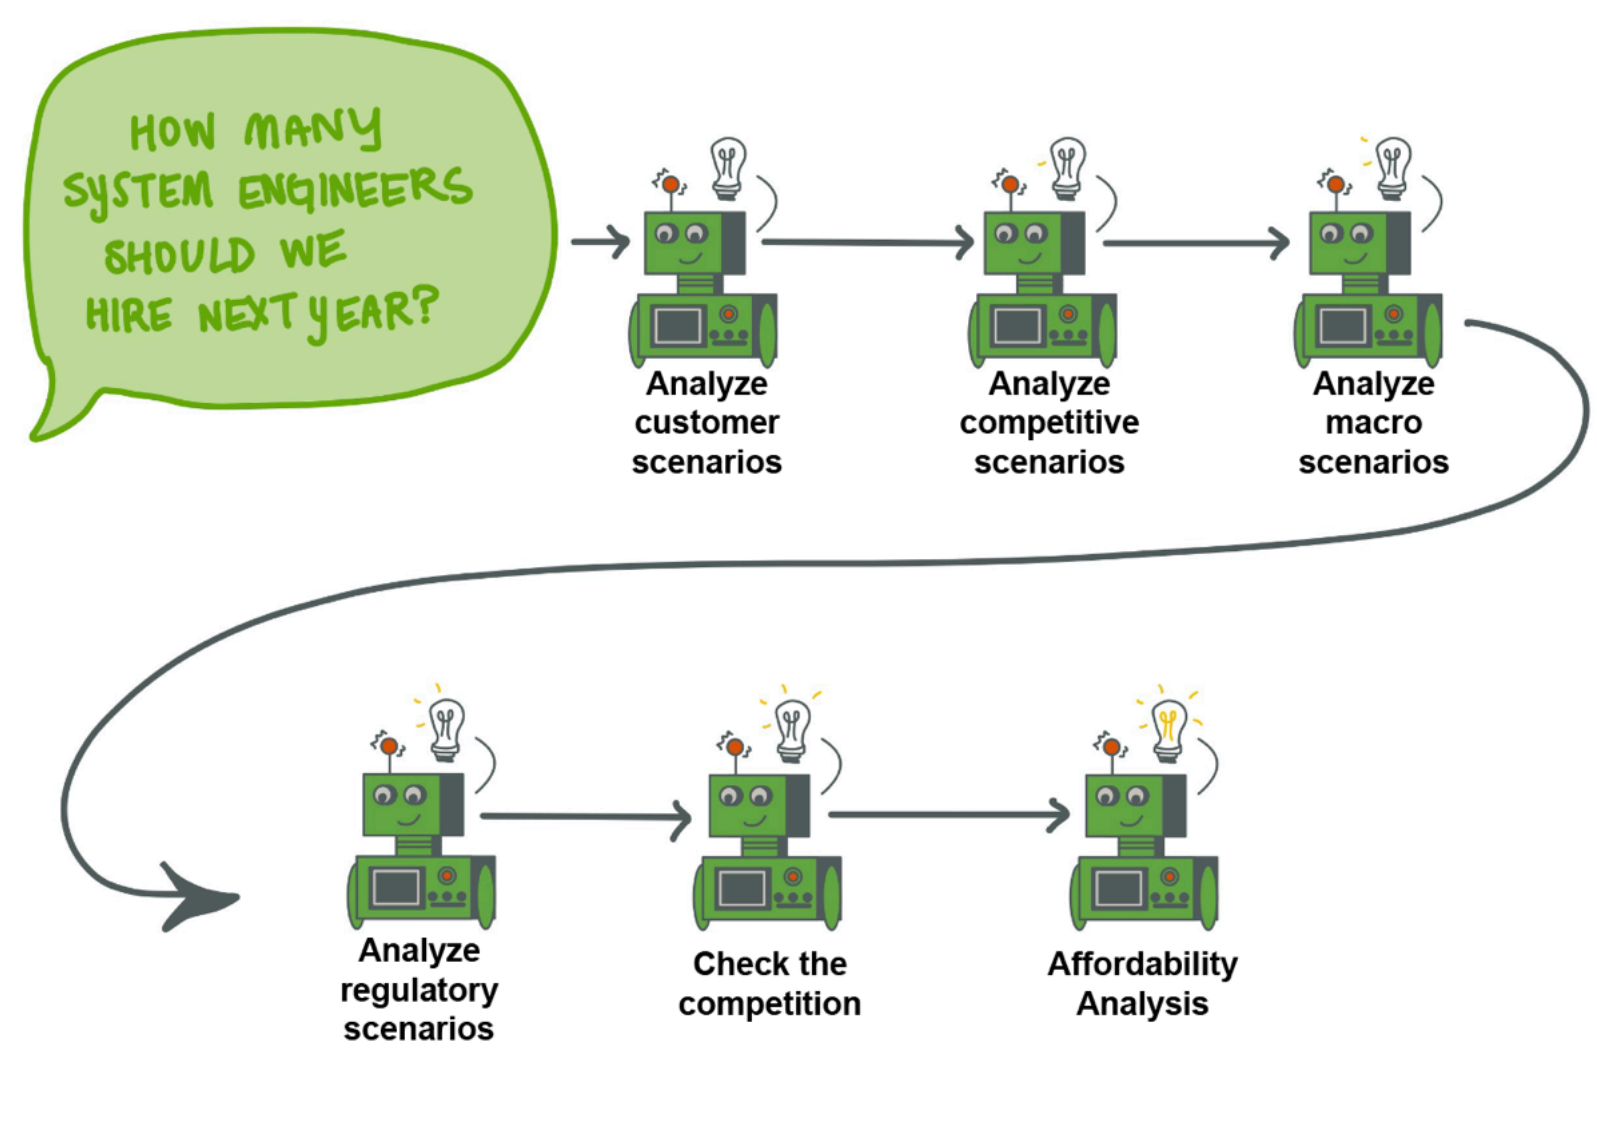 HOW MANY
SYSTEM ENGINEERS
SHOULD WE
HIRE NEXT YEAR?
Analyze
customer
scenarios
Analyze
competitive
scenarios
Analyze
macro
scenarios
Analyze
regulatory
scenarios
Check the
competition
Affordability
Analysis